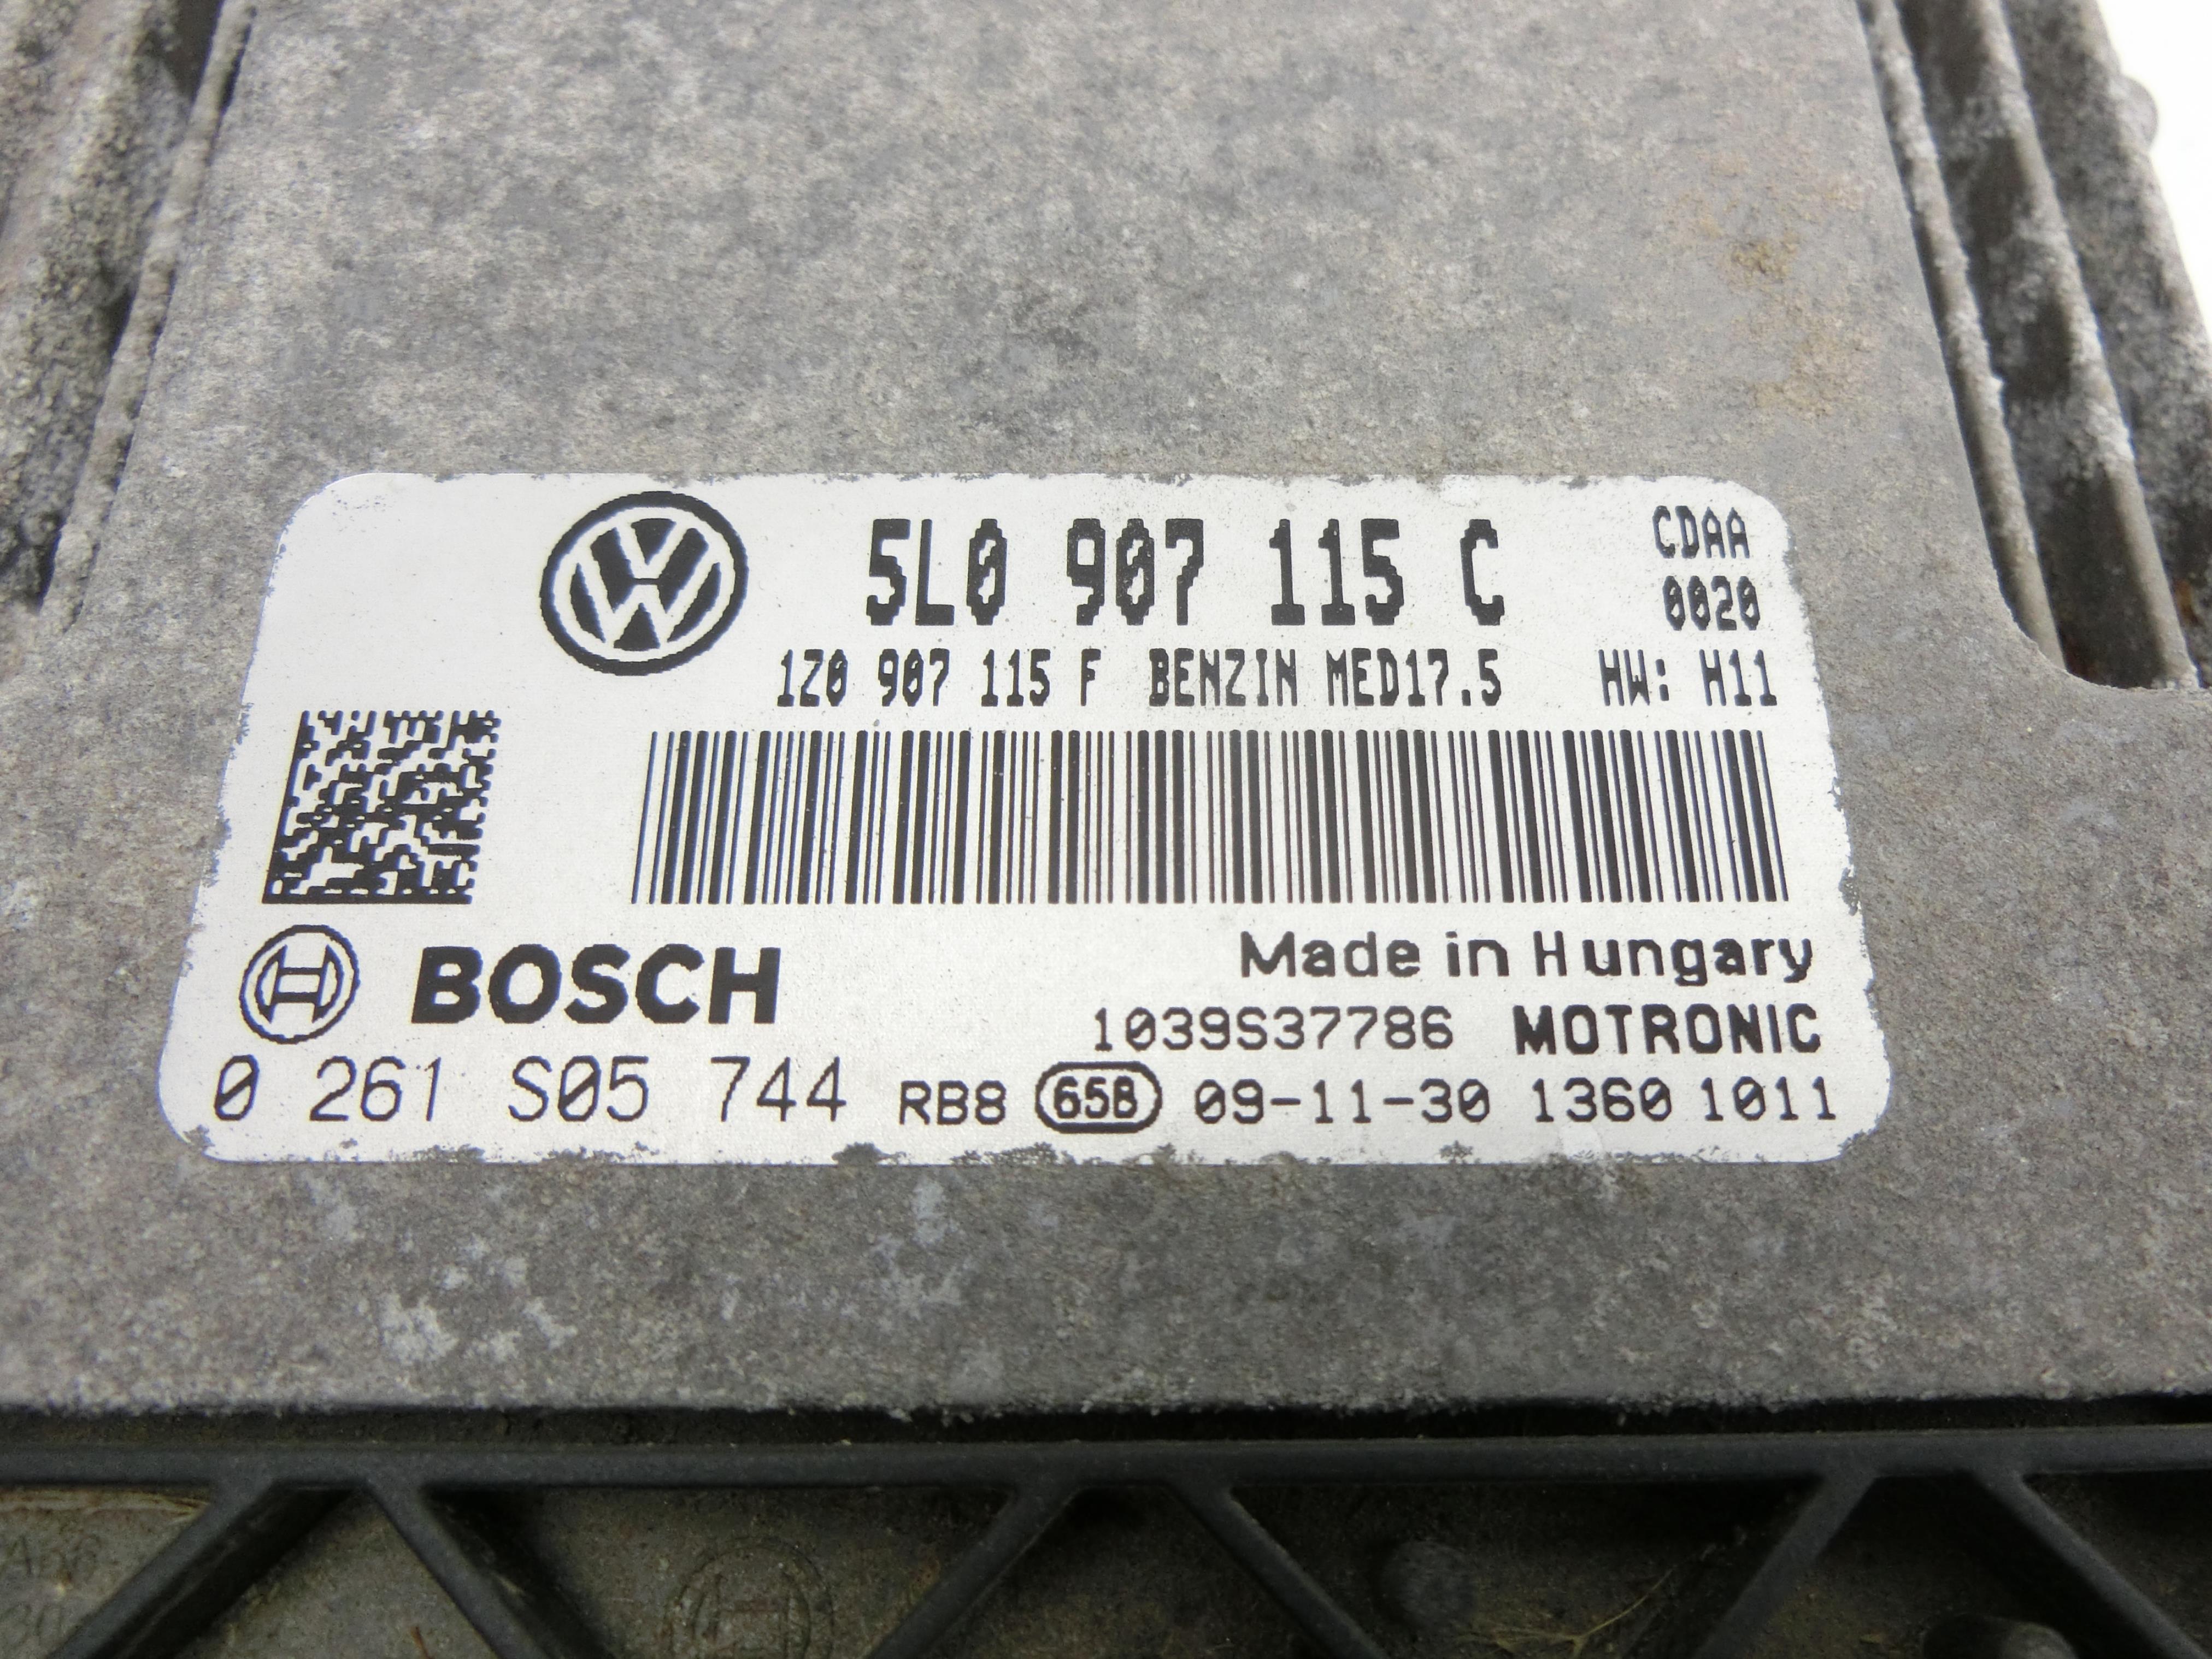 5L0 907 115 C
CDAA
0020
1Z0 907 115 F BENZIN MED17.5 HW: H11
BOSCH
Made in Hungary
1039S37786 MOTRONIC
0 261 S05 744 RB8 65B 09-11-30 1360 1011